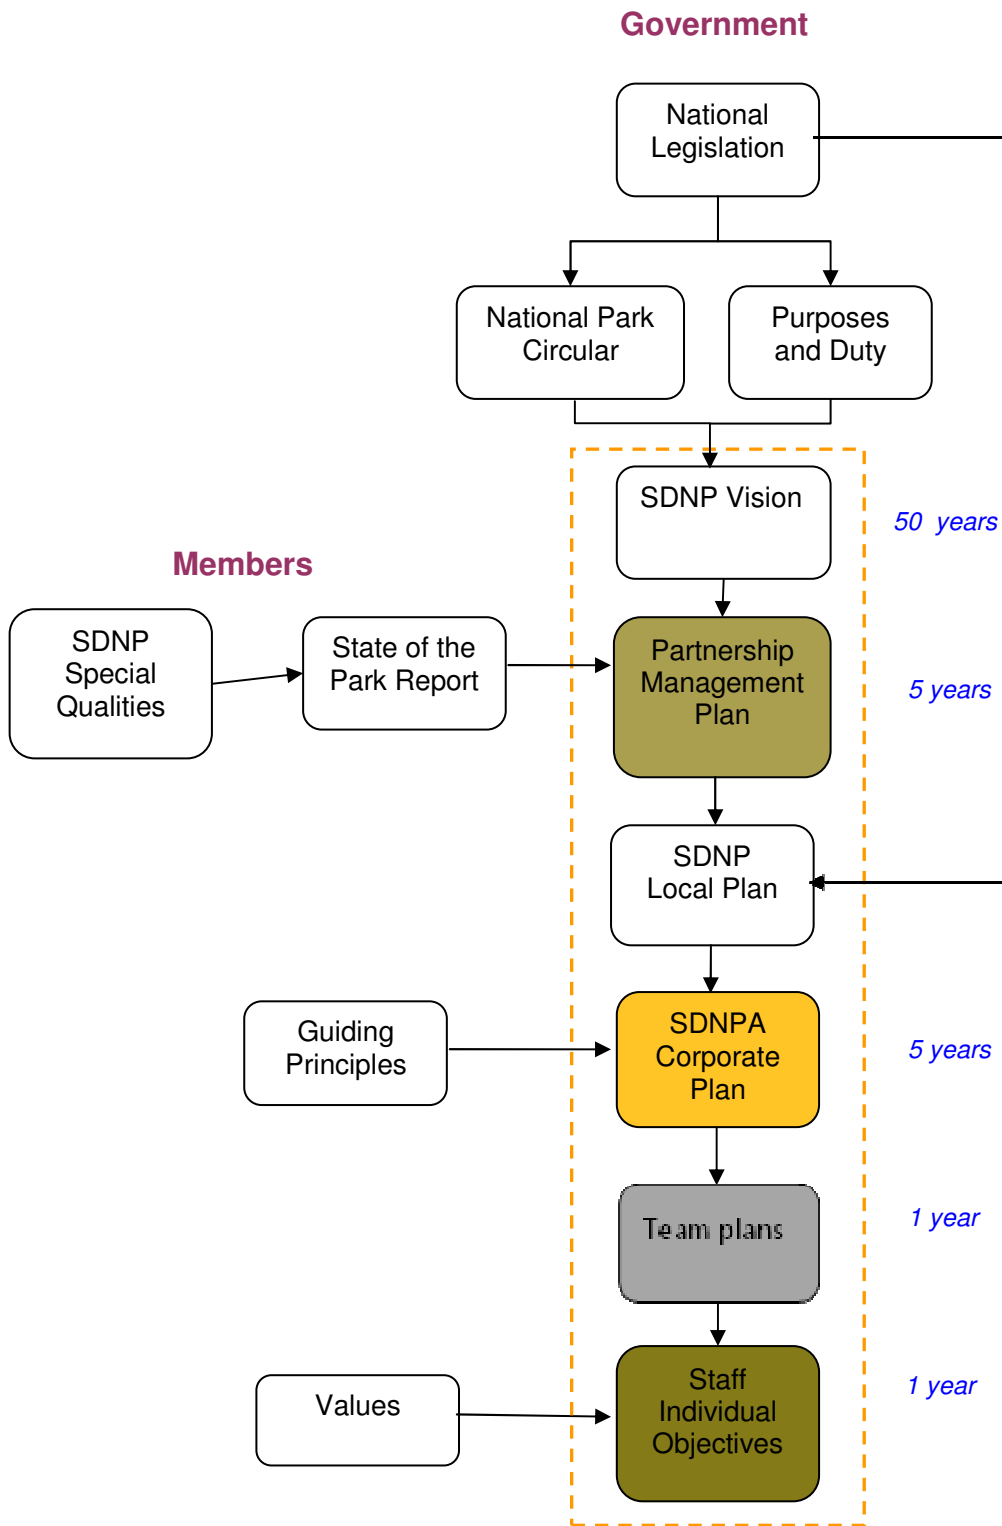 Government
National
Legislation
National Park
Circular
Purposes
and Duty
SDNP Vision
50 years
Members
SDNP
Special
Qualities
State of the
Park Report
Partnership
Management
Plan
5 years
SDNP
Local Plan
Guiding
Principles
SDNPA
Corporate
Plan
5 years
Team plans
1 year
Values
Staff
Individual
Objectives
1 year